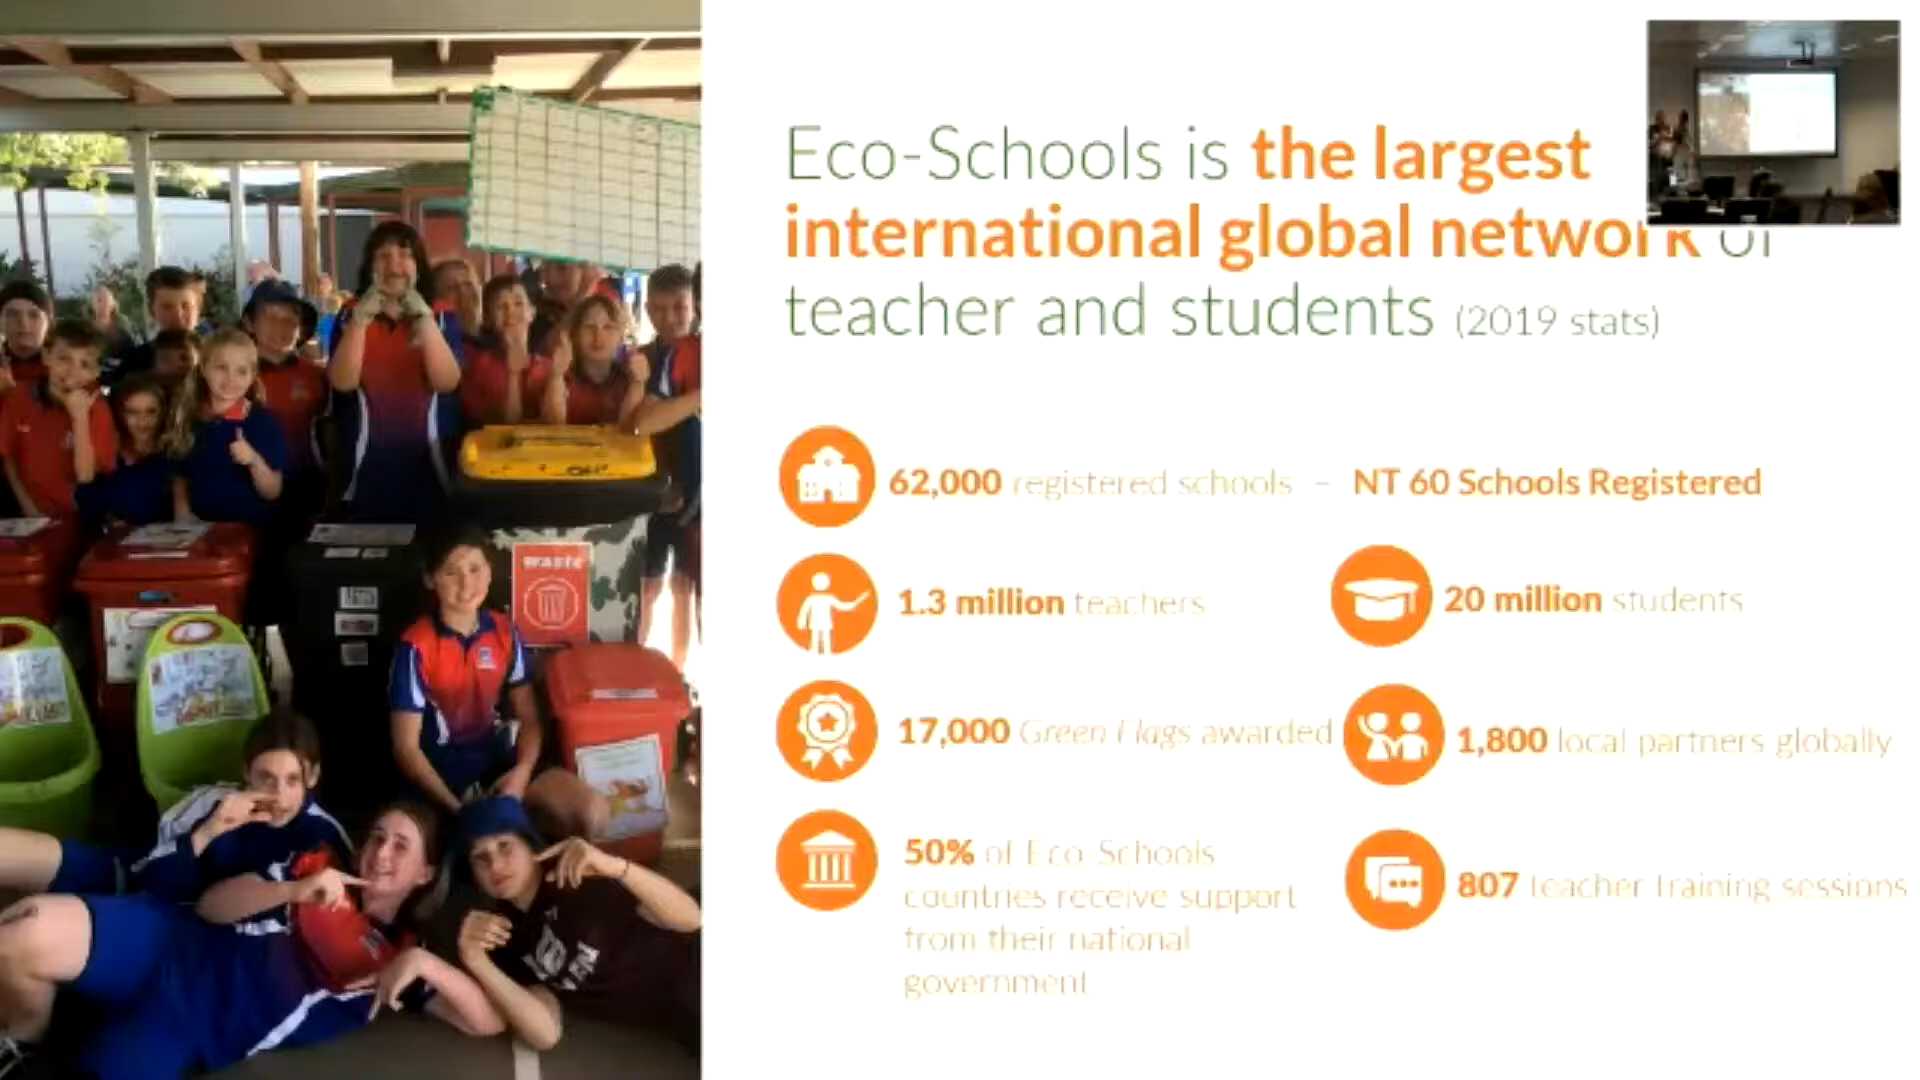 Eco-Schools is the largest
international global network of
teacher and students (2019 stats)
62,000 registered schools – NT 60 Schools Registered
1.3 million teachers
20 million students
17,000 Green Flags awarded
1,800 local partners globally
50% of Eco Schools
countries receive support
from their national
government
807 teacher training sessions
waste